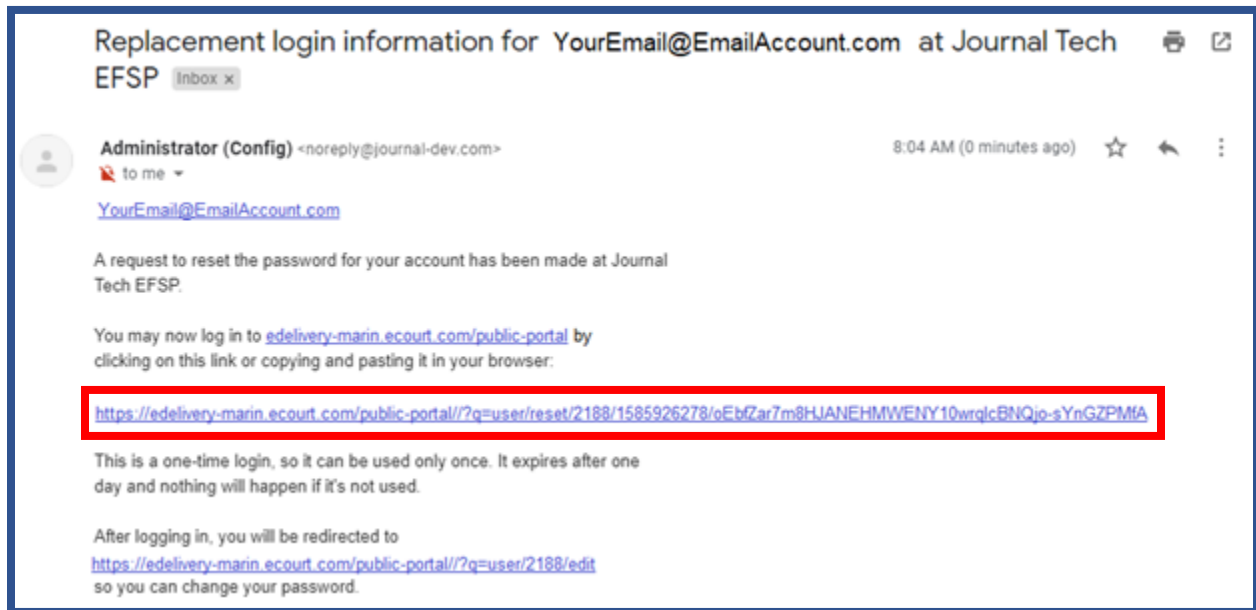 Replacement login information for YourEmail@EmailAccount.com at Journal Tech
EFSP Inbox x
Administrator (Config) <noreply@journal-dev.com> 8:04 AM (0 minutes ago)
to me
YourEmail@EmailAccount.com
A request to reset the password for your account has been made at Journal
Tech EFSP.
You may now log in to edelivery-marin.ecourt.com/public-portal by
clicking on this link or copying and pasting it in your browser:
https://edelivery-marin.ecourt.com/public-portal//?q=user/reset/2188/1585926278/oEbfZar7m8HJANEHMWENY10wrqlcBNQjo-sYnGZPMfA
This is a one-time login, so it can be used only once. It expires after one
day and nothing will happen if it's not used.
After logging in, you will be redirected to
https://edelivery-marin.ecourt.com/public-portal//?q=user/2188/edit
so you can change your password.